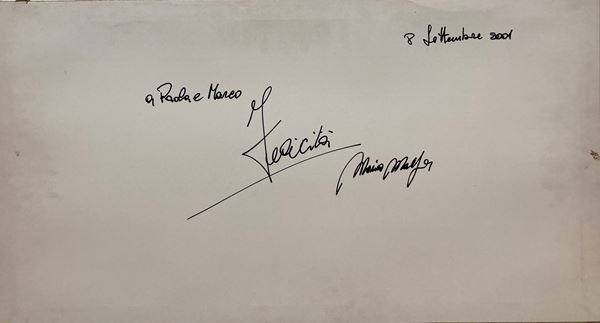 8 Settembre 2001
a Paola e Marco
Felicità